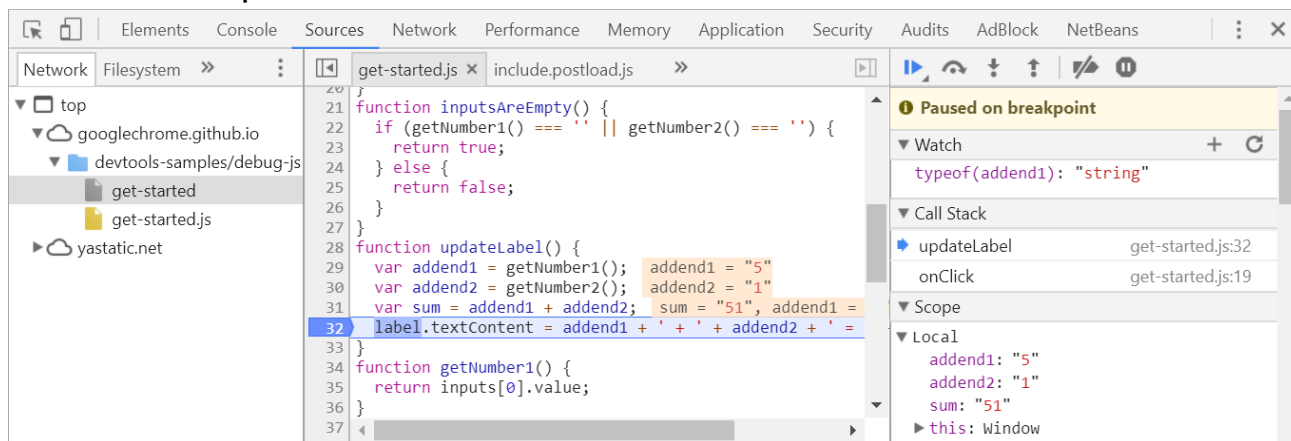 Elements Console Sources Network Performance Memory Application Security Audits AdBlock NetBeans
Network Filesystem »
get-started.js × include.postload.js »
top
googlechrome.github.io
devtools-samples/debug-js
get-started
get-started.js
yastatic.net
20 }
21 function inputsAreEmpty() {
22 if (getNumber1() === '' || getNumber2() === '') {
23 return true;
24 } else {
25 return false;
26 }
27 }
28 function updateLabel() {
29 var addend1 = getNumber1(); addend1 = "5"
30 var addend2 = getNumber2(); addend2 = "1"
31 var sum = addend1 + addend2; sum = "51", addend1 =
32 label.textContent = addend1 + ' + ' + addend2 + ' =
33 }
34 function getNumber1() {
35 return inputs[0].value;
36 }
37
Paused on breakpoint
Watch
typeof(addend1): "string"
Call Stack
updateLabel get-started.js:32
onClick get-started.js:19
Scope
Local
addend1: "5"
addend2: "1"
sum: "51"
this: Window